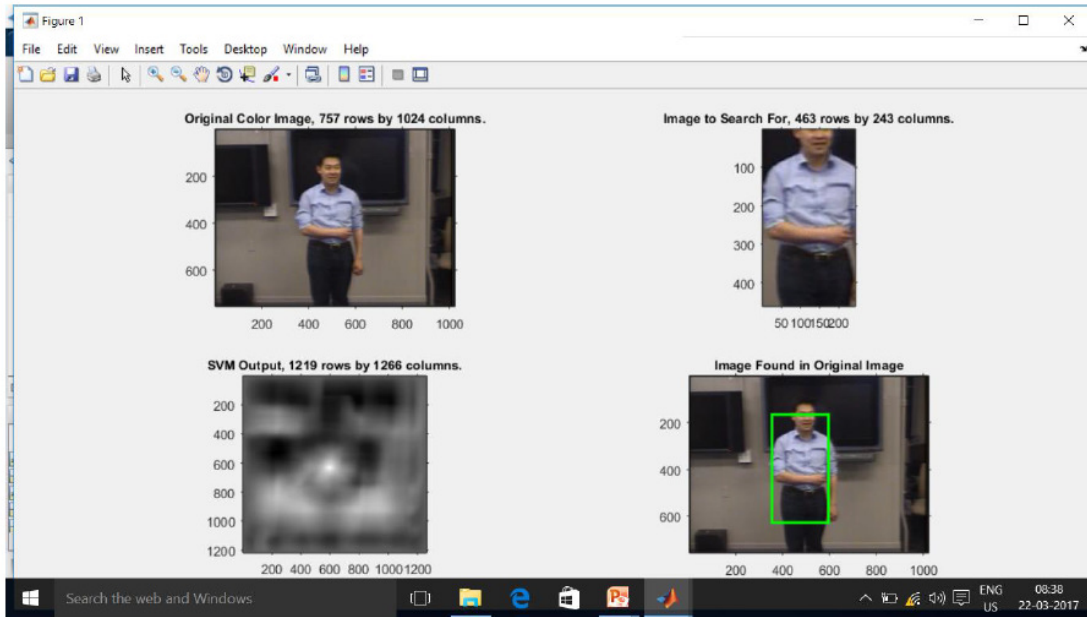 Figure 1
File Edit View Insert Tools Desktop Window Help
Original Color Image, 757 rows by 1024 columns.
200
400
600
200 400 600 800 1000
Image to Search For, 463 rows by 243 columns.
100
200
300
400
50 100150200
SVM Output, 1219 rows by 1266 columns.
200
400
600
800
1000
1200
200 400 600 800 10001200
Image Found in Original Image
200
400
600
200 400 600 800 1000
Search the web and Windows
ENG
US
08:38
22-03-2017